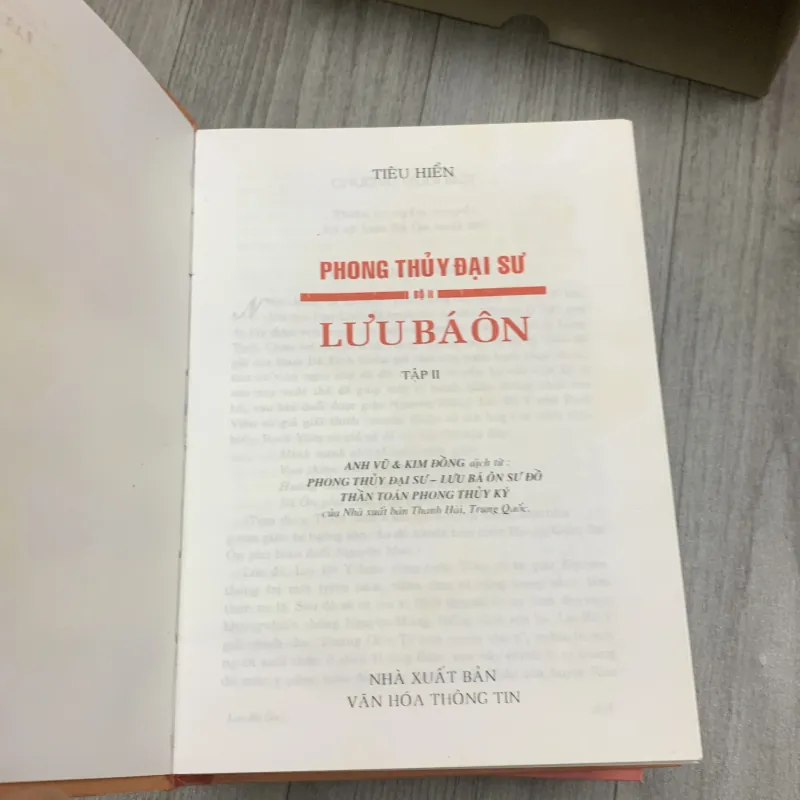 TIÊU HIỂN
PHONG THỦY ĐẠI SƯ
BỘ II
LƯU BÁ ÔN
TẬP II
ANH VŨ & KIM ĐỒNG dịch từ :
PHONG THỦY ĐẠI SƯ – LƯU BÁ ÔN SƯ ĐỒ
THẦN TOÁN PHONG THỦY KÝ
của Nhà xuất bản Thanh Hải, Trung Quốc.
NHÀ XUẤT BẢN
VĂN HÓA THÔNG TIN